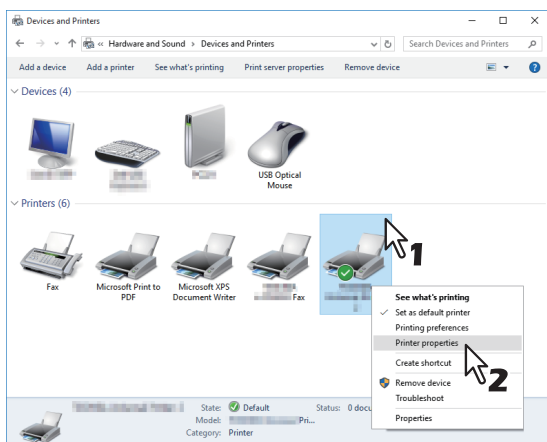 Devices and Printers
« Hardware and Sound › Devices and Printers
Search Devices and Printers
Add a device Add a printer See what's printing Print server properties Remove device
Devices (4)
USB Optical
Mouse
Printers (6)
Fax
Microsoft Print to
PDF
Microsoft XPS
Document Writer
Fax
1
See what's printing
Set as default printer
Printing preferences
Printer properties
Create shortcut
2
Remove device
Troubleshoot
Properties
State: Default Status: 0 docu
Model: Pri...
Category: Printer